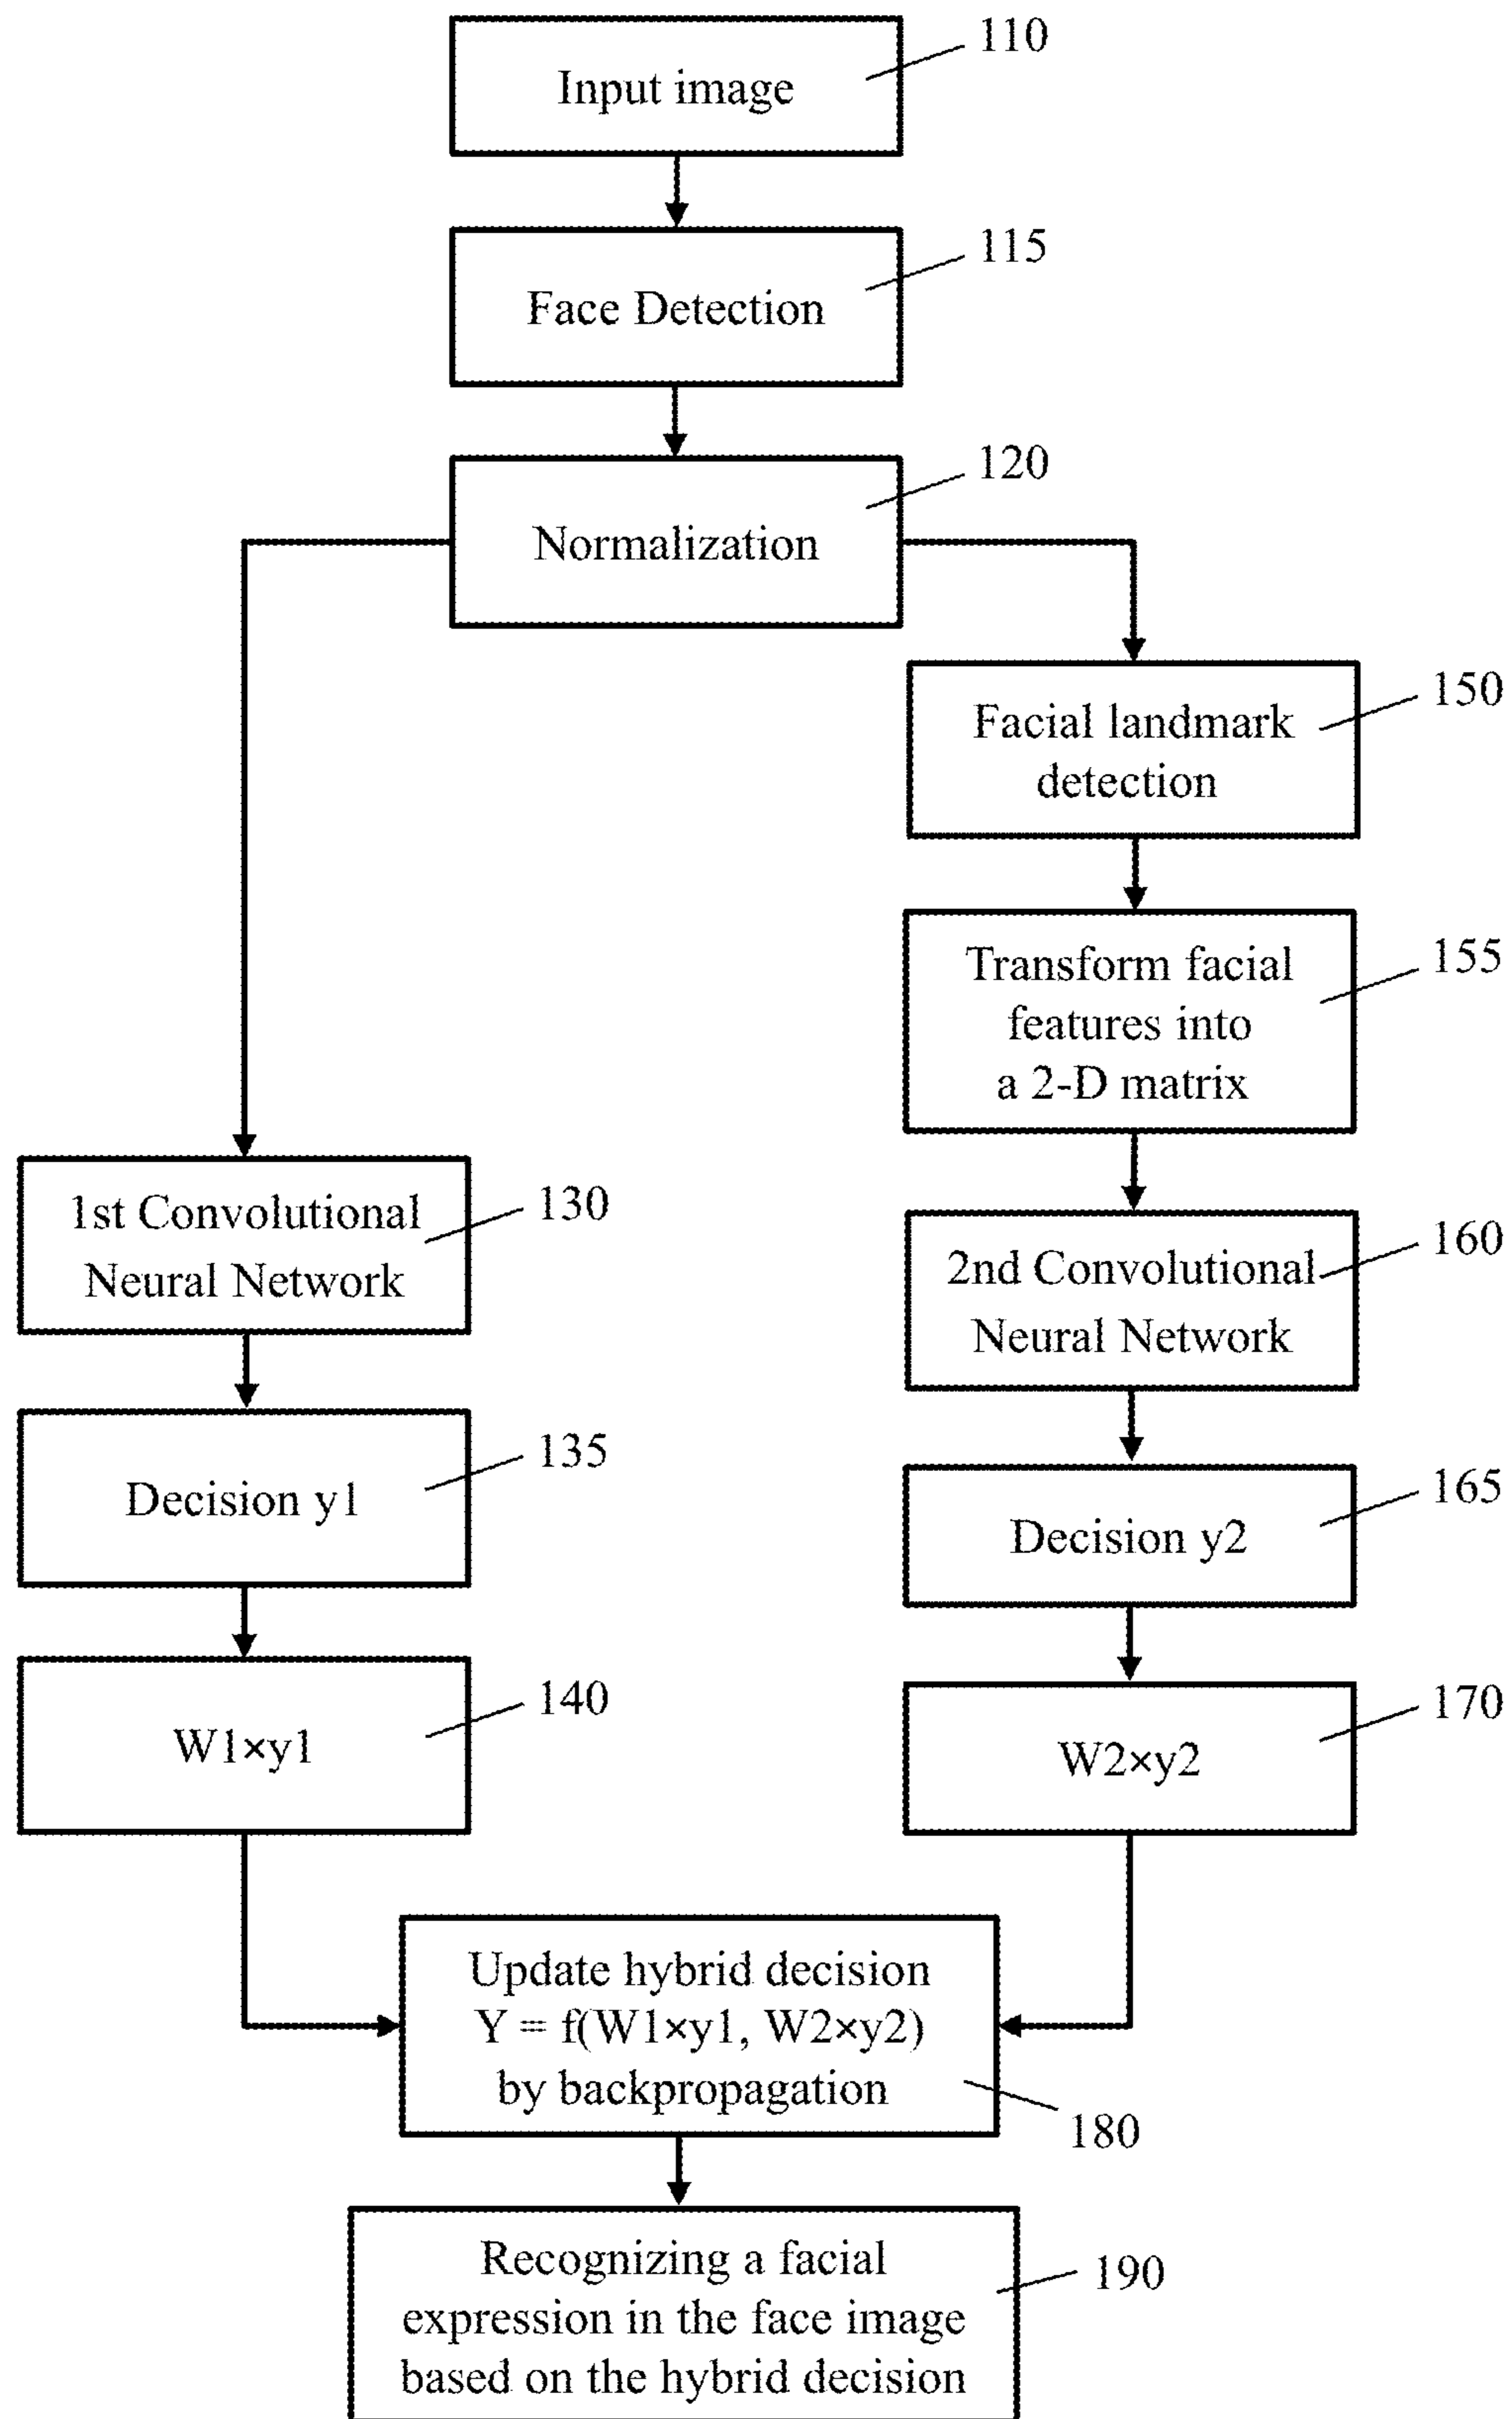 Input image
110
Face Detection
115
Normalization
120
Facial landmark
detection
150
Transform facial
features into
a 2-D matrix
155
1st Convolutional
Neural Network
130
2nd Convolutional
Neural Network
160
Decision y1
135
Decision y2
165
W1×y1
140
W2×y2
170
Update hybrid decision
Y = f(W1×y1, W2×y2)
by backpropagation
180
Recognizing a facial
expression in the face image
based on the hybrid decision
190